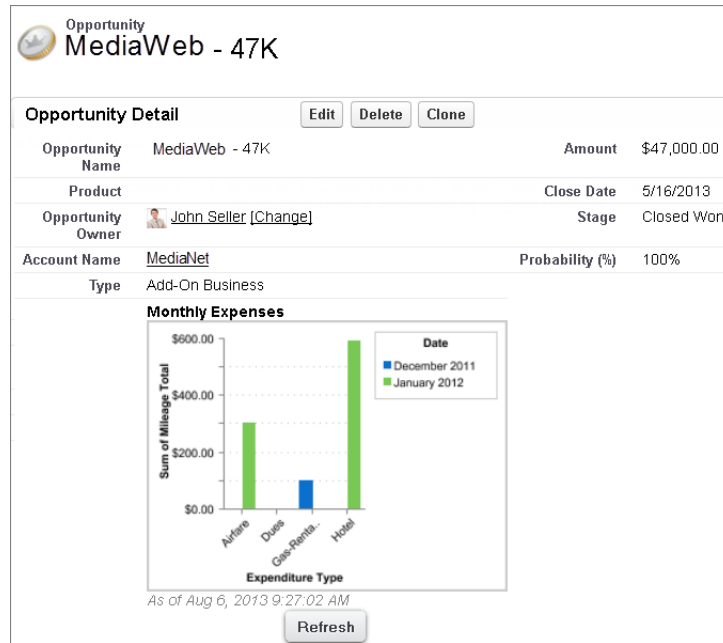 Opportunity
MediaWeb - 47K
Opportunity Detail Edit Delete Clone
Opportunity Name MediaWeb - 47K Amount $47,000.00
Product Close Date 5/16/2013
Opportunity Owner John Seller [Change] Stage Closed Won
Account Name MediaNet Probability (%) 100%
Type Add-On Business
Monthly Expenses
$600.00
$400.00
$200.00
$0.00
Sum of Mileage Total
Date
December 2011
January 2012
Airfare
Dues
Gas-Renta..
Hotel
Expenditure Type
As of Aug 6, 2013 9:27:02 AM
Refresh